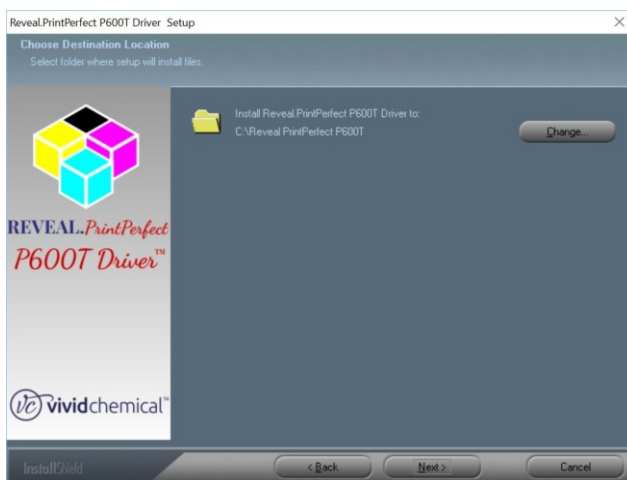 Reveal.PrintPerfect P600T Driver Setup
Choose Destination Location
Select folder where setup will install files.
Install Reveal.PrintPerfect P600T Driver to:
C:\Reveal PrintPerfect P600T
Change...
REVEAL.PrintPerfect
P600T Driver™
VC vividchemical™
InstallShield
< Back
Next >
Cancel